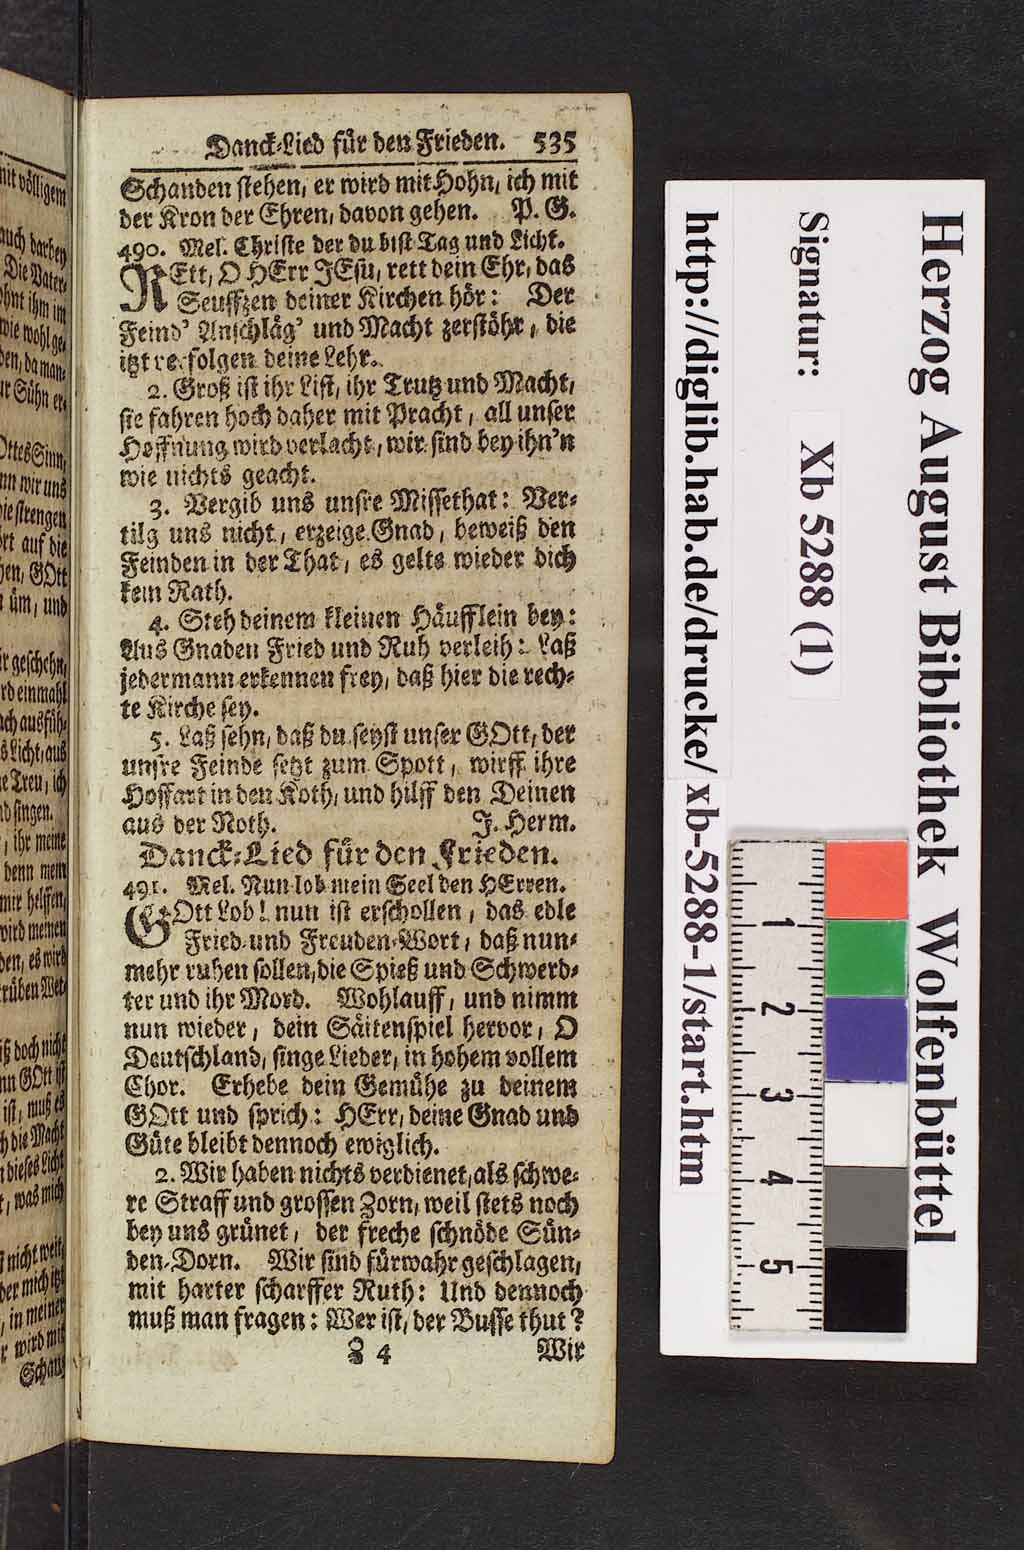 Danck-Lied für den Frieden. 535
Schanden stehen, er wird mit Hohn, ich mit
der Kron der Ehren, davon gehen. P. G.
490. Mel. Christe der du bist Tag und Licht.
REtt, O HErr JEsu, rett dein Ehr, das
Seuffzen deiner Kirchen hör: Der
Feind' Anschläg' und Macht zerstöhr, die
itzt verfolgen deine Lehr.
2. Groß ist ihr List, ihr Trutz und Macht,
sie fahren hoch daher mit Pracht, all unser
Hoffnung wird verlacht, wir sind bey ihn'n
wie nichts geacht.
3. Vergib uns unsre Missethat: Ver-
tilg uns nicht, erzeige Gnad, beweiß den
Feinden in der That, es gelte wieder dich
kein Rath.
4. Steh deinem kleinen Häufflein bey:
Aus Gnaden Fried und Ruh verleih: Laß
jedermann erkennen frey, daß hier die rech-
te Kirche sey.
5. Laß sehn, daß du seyst unser GOtt, der
unsre Feinde setzt zum Spott, wirff ihre
Hoffart in den Koth, und hilff den Deinen
aus der Noth. J. Herm.
Danck-Lied für den Frieden.
491. Mel. Nun lob mein Seel den HErren.
GOtt Lob! nun ist erschollen, das edle
Fried- und Freuden-Wort, daß nun-
mehr ruhen sollen, die Spieß und Schwerd-
ter und ihr Mord. Wohlauff, und nimm
nun wieder, dein Säitenspiel hervor, O
Deutschland, singe Lieder, in hohem vollem
Chor. Erhebe dein Gemühe zu deinem
GOtt und sprich: HErr, deine Gnad und
Güte bleibt dennoch ewiglich.
2. Wir haben nichts verdienet, als schwe-
re Straff und grossen Zorn, weil stets noch
bey uns grünet, der freche schnöde Sün-
den-Dorn. Wir sind fürwahr geschlagen,
mit harter scharffer Ruth: Und dennoch
muß man fragen: Wer ist, der Busse thut?
Z 4 Wir
Herzog August Bibliothek Wolfenbüttel
Signatur: Xb 5288 (1)
http://diglib.hab.de/drucke/xb-5288-1/start.htm
1
2
3
4
5